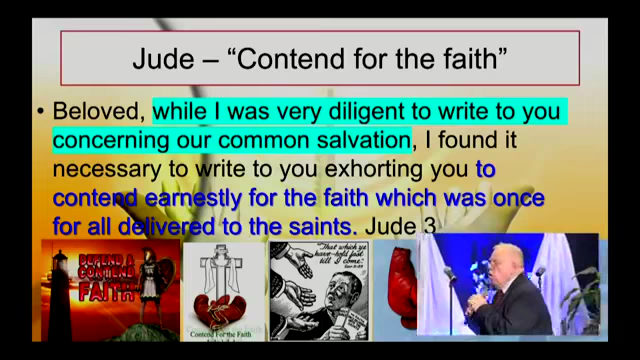 Jude – “Contend for the faith”
• Beloved, while I was very diligent to write to you
concerning our common salvation, I found it
necessary to write to you exhorting you to
contend earnestly for the faith which was once
for all delivered to the saints. Jude 3
DEFEND &
CONTEND
FAITH
Contend For the Faith
"That which ye
have hold fast
till I come."